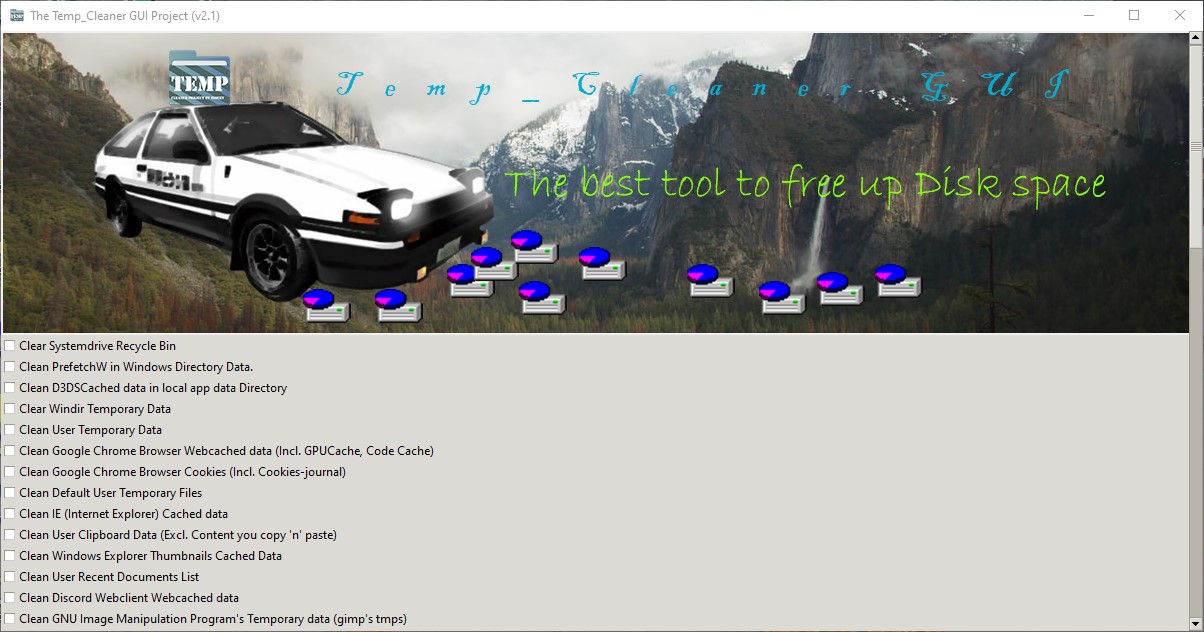 The Temp_Cleaner GUI Project (v2.1)
TEMP
Temp_Cleaner GUI
The best tool to free up Disk space
Clear Systemdrive Recycle Bin
Clean PrefetchW in Windows Directory Data.
Clean D3DSCached data in local app data Directory
Clear Windir Temporary Data
Clean User Temporary Data
Clean Google Chrome Browser Webcached data (Incl. GPUCache, Code Cache)
Clean Google Chrome Browser Cookies (Incl. Cookies-journal)
Clean Default User Temporary Files
Clean IE (Internet Explorer) Cached data
Clean User Clipboard Data (Excl. Content you copy 'n' paste)
Clean Windows Explorer Thumbnails Cached Data
Clean User Recent Documents List
Clean Discord Webclient Webcached data
Clean GNU Image Manipulation Program's Temporary data (gimp's tmps)